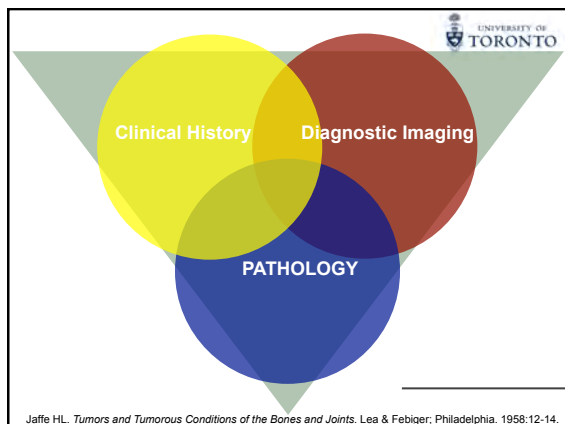 UNIVERSITY OF
TORONTO
Clinical History
Diagnostic Imaging
PATHOLOGY
Jaffe HL. Tumors and Tumorous Conditions of the Bones and Joints. Lea & Febiger; Philadelphia. 1958:12-14.